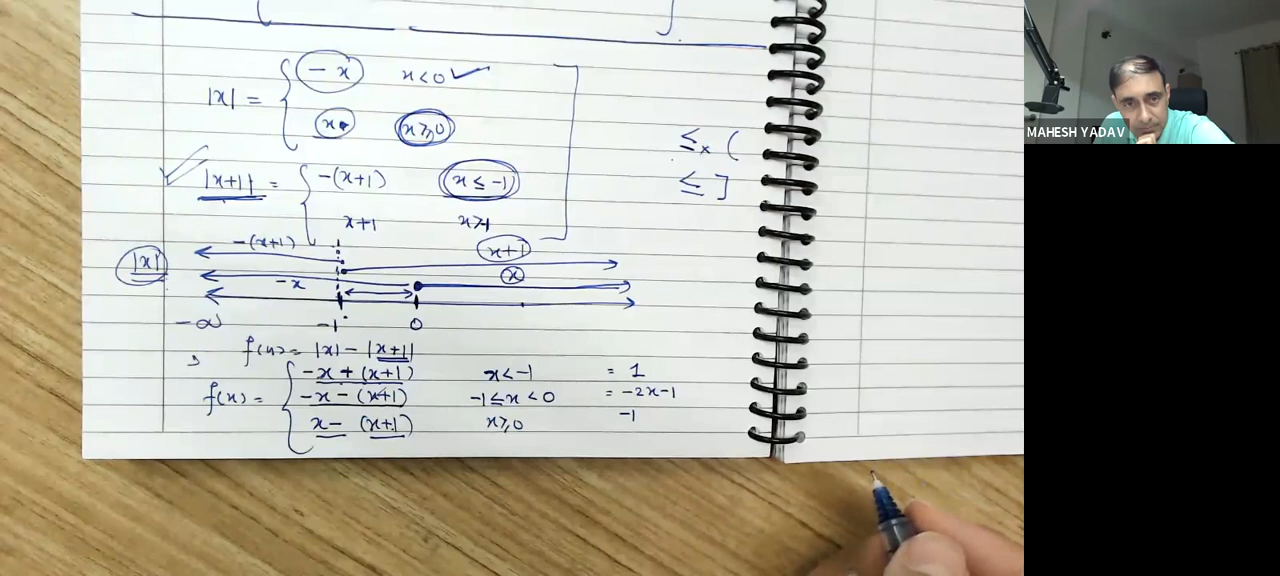 |x| = { -x   x<0 ✓
x   x≥0
|x+1| = { -(x+1)   x ≤ -1
x+1   x>-1
≤x (
≤ ]
-(x+1)   x+1
|x|
-x   x
-∞   -1   0
f(x) = |x| - |x+1|
f(x) = { -x + (x+1)   x<-1   = 1
-x - (x+1)   -1≤x<0   = -2x-1
x - (x+1)   x≥0   -1
MAHESH YADAV